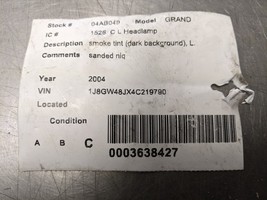 Stock # 04AB049 Model GRAND
IC # 1528 C L Headlamp
Description smoke tint (dark background), L
Comments sanded niq
Year 2004
VIN 1J8GW48JX4C219790
Located
Condition
A B C 0003638427